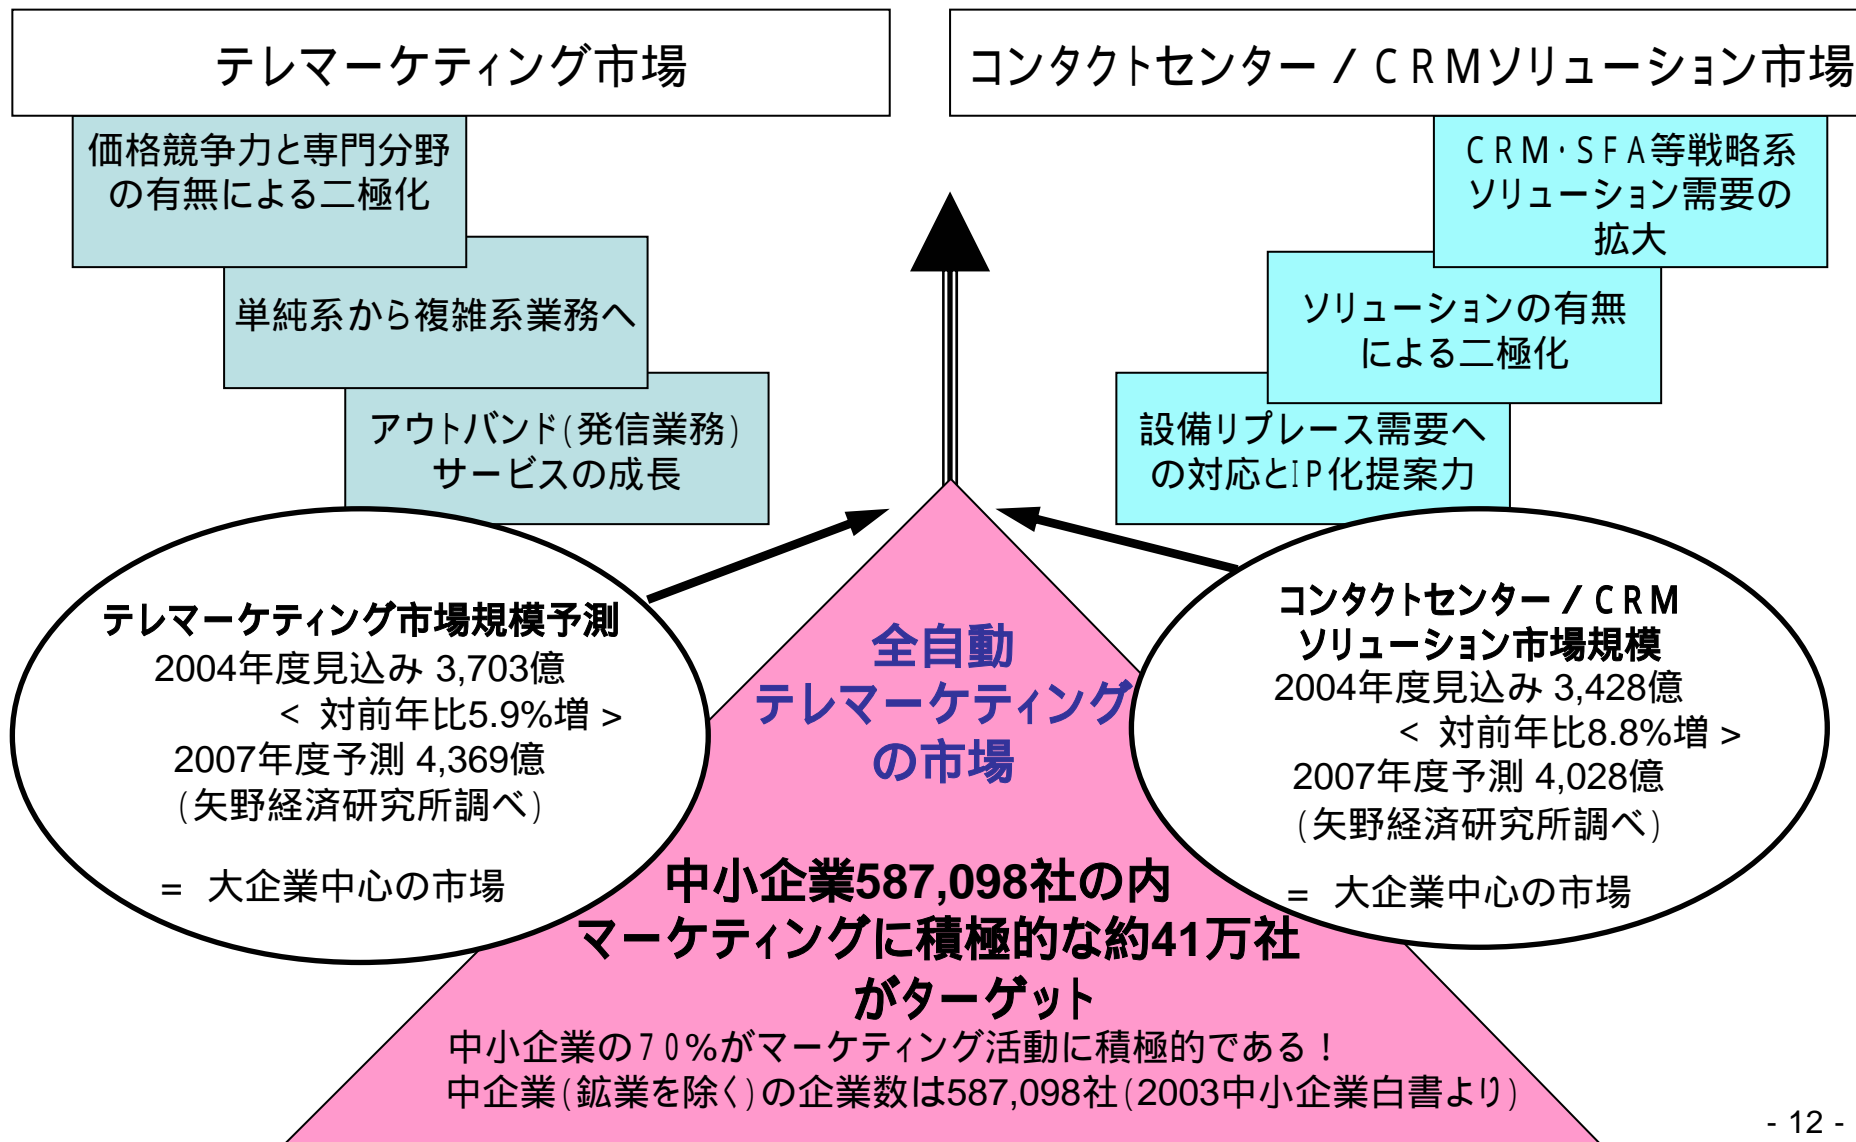 テレマーケティング市場
コンタクトセンター／ＣＲＭソリューション市場
価格競争力と専門分野
の有無による二極化
単純系から複雑系業務へ
アウトバンド(発信業務)
サービスの成長
ＣＲＭ・ＳＦＡ等戦略系
ソリューション需要の
拡大
ソリューションの有無
による二極化
設備リプレース需要へ
の対応とIP化提案力
テレマーケティング市場規模予測
2004年度見込み 3,703億
< 対前年比5.9%増 >
2007年度予測 4,369億
(矢野経済研究所調べ)
= 大企業中心の市場
全自動
テレマーケティング
の市場
コンタクトセンター／ＣＲＭ
ソリューション市場規模
2004年度見込み 3,428億
< 対前年比8.8%増 >
2007年度予測 4,028億
(矢野経済研究所調べ)
= 大企業中心の市場
中小企業587,098社の内
マーケティングに積極的な約41万社
がターゲット
中小企業の７０％がマーケティング活動に積極的である！
中企業(鉱業を除く)の企業数は587,098社(2003中小企業白書より)
- 12 -